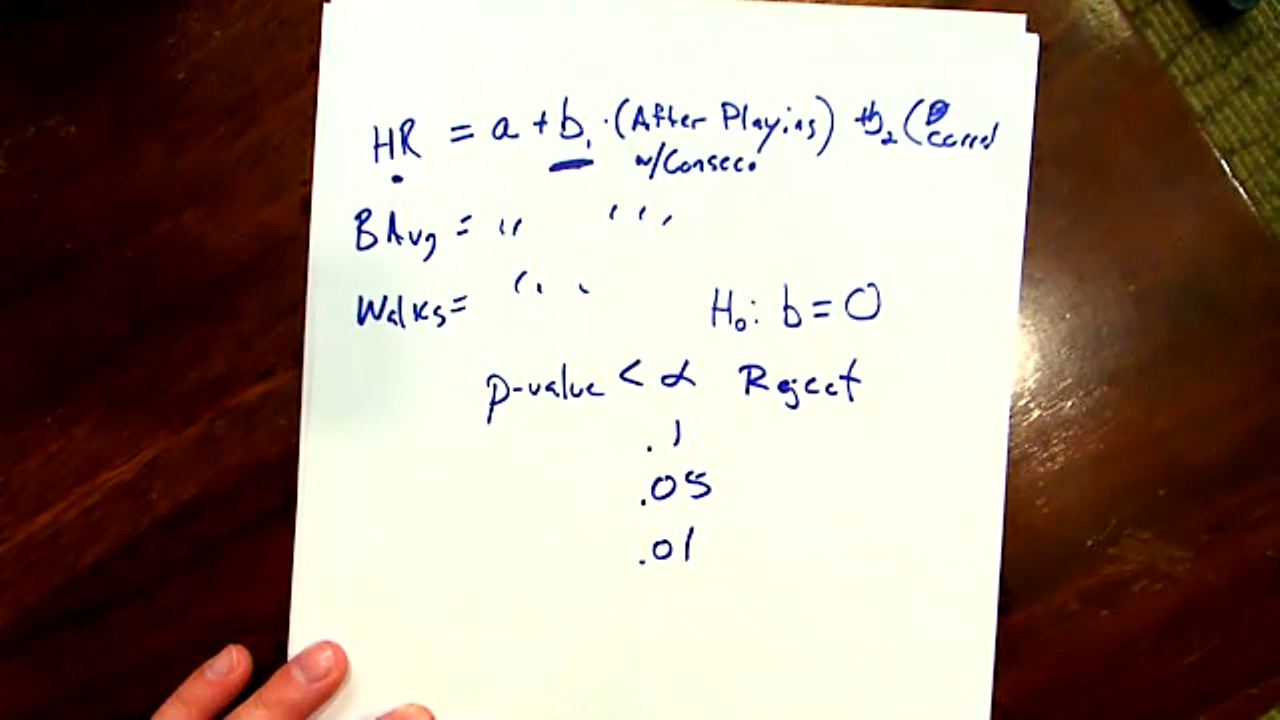 HR = a + b₁ · (After Playing) + b₂ (
w/Conseco
BAvg = " " "
Walks = " "
H₀: b = 0
p-value < α Reject
.1
.05
.01